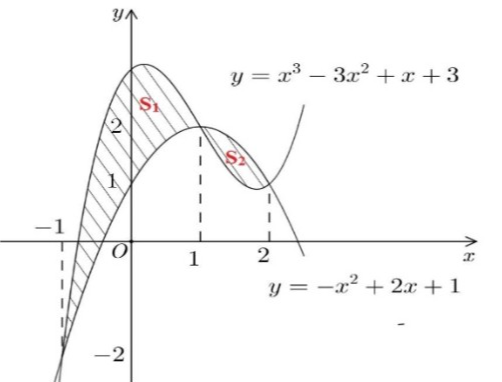 y
y = x³ − 3x² + x + 3
S₁
2
S₂
1
−1
O
1
2
x
y = −x² + 2x + 1
−2